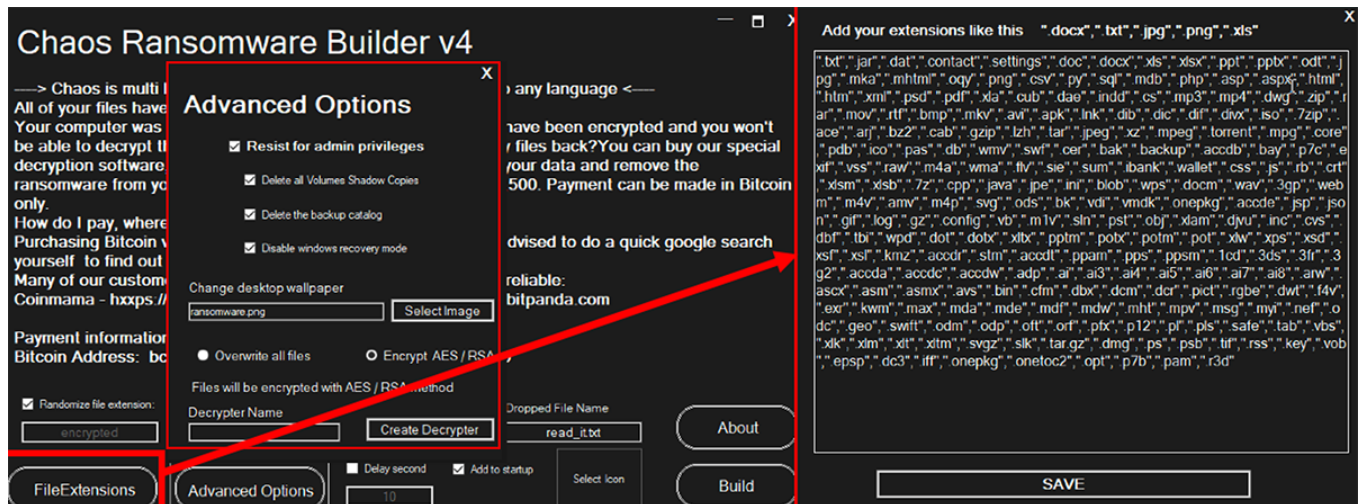 Chaos Ransomware Builder v4
----> Chaos is multi
o any language <----
All of your files have
Your computer was
have been encrypted and you won't
be able to decrypt
files back?You can buy our special
decryption software
your data and remove the
ransomware from yo
500. Payment can be made in Bitcoin
only.
How do I pay, where
Purchasing Bitcoin v
dvised to do a quick google search
yourself to find out
Many of our custome
reliable:
Coinmama - hxxps://
bitpanda.com
Payment information
Bitcoin Address: bc
Randomize file extension:
encrypted
FileExtensions
Advanced Options
Delay second
10
Add to startup
Dropped File Name
read_it.txt
Select Icon
About
Build
X
Advanced Options
Resist for admin privileges
Delete all Volumes Shadow Copies
Delete the backup catalog
Disable windows recovery mode
Change desktop wallpaper
ransomware.png
Select Image
Overwrite all files
Encrypt AES / RSA
Files will be encrypted with AES / RSA method
Decrypter Name
Create Decrypter
X
Add your extensions like this ".docx",".txt",".jpg",".png",".xls"
".txt",".jar",".dat",".contact",".settings",".doc",".docx",".xls",".xlsx",".ppt",".pptx",".odt",".j
pg",".mka",".mhtml",".oqy",".png",".csv",".py",".sql",".mdb",".php",".asp",".aspx",".html",
".htm",".xml",".psd",".pdf",".xla",".cub",".dae",".indd",".cs",".mp3",".mp4",".dwg",".zip",".r
ar",".mov",".rtf",".bmp",".mkv",".avi",".apk",".lnk",".dib",".dic",".dif",".divx",".iso",".7zip",".
ace",".arj",".bz2",".cab",".gzip",".lzh",".tar",".jpeg",".xz",".mpeg",".torrent",".mpg",".core"
,".pdb",".ico",".pas",".db",".wmv",".swf",".cer",".bak",".backup",".accdb",".bay",".p7c",".e
xif",".vss",".raw",".m4a",".wma",".flv",".sie",".sum",".ibank",".wallet",".css",".js",".rb",".crt"
,".xlsm",".xlsb",".7z",".cpp",".java",".jpe",".ini",".blob",".wps",".docm",".wav",".3gp",".web
m",".m4v",".amv",".m4p",".svg",".ods",".bk",".vdi",".vmdk",".onepkg",".accde",".jsp",".jso
n",".gif",".log",".gz",".config",".vb",".m1v",".sln",".pst",".obj",".xlam",".djvu",".inc",".cvs",".
dbf",".tbi",".wpd",".dot",".dotx",".xltx",".pptm",".potx",".potm",".pot",".xlw",".xps",".xsd",".
xsf",".xsl",".kmz",".accdr",".stm",".accdt",".ppam",".pps",".ppsm",".1cd",".3ds",".3fr",".3
g2",".accda",".accdc",".accdw",".adp",".ai",".ai3",".ai4",".ai5",".ai6",".ai7",".ai8",".arw",".
ascx",".asm",".asmx",".avs",".bin",".cfm",".dbx",".dcm",".dcr",".pict",".rgbe",".dwt",".f4v",
".exr",".kwm",".max",".mda",".mde",".mdf",".mdw",".mht",".mpv",".msg",".myi",".nef",".o
dc",".geo",".swift",".odm",".odp",".oft",".orf",".pfx",".p12",".pl",".pls",".safe",".tab",".vbs",
".xlk",".xlm",".xlt",".xltm",".svgz",".slk",".tar.gz",".dmg",".ps",".psb",".tif",".rss",".key",".vob
",".epsp",".dc3",".iff",".onepkg",".onetoc2",".opt",".p7b",".pam",".r3d"
SAVE